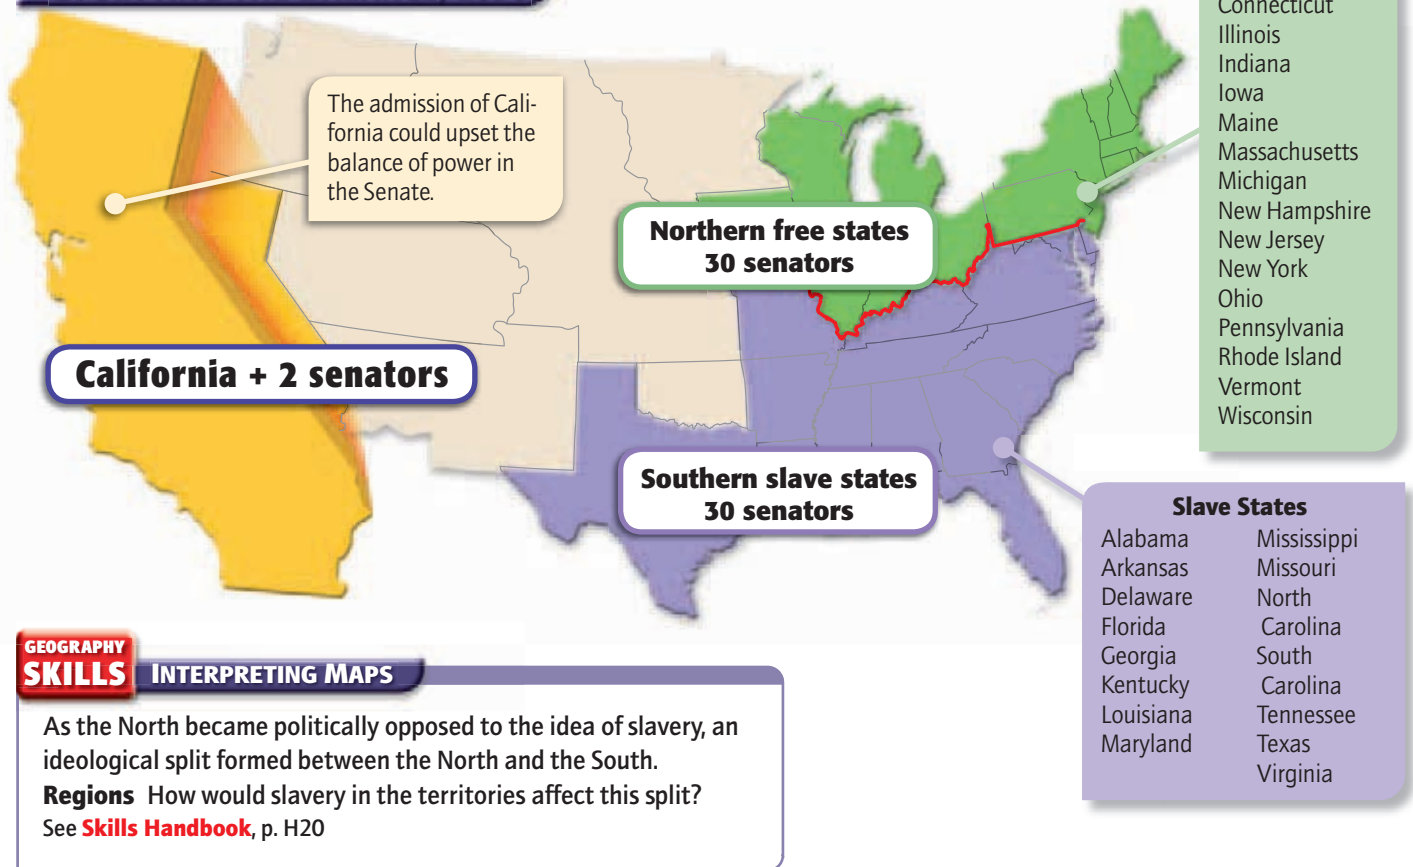 Connecticut
Illinois
Indiana
Iowa
Maine
Massachusetts
Michigan
New Hampshire
New Jersey
New York
Ohio
Pennsylvania
Rhode Island
Vermont
Wisconsin
The admission of Cali-
fornia could upset the
balance of power in
the Senate.
Northern free states
30 senators
California + 2 senators
Southern slave states
30 senators
Slave States
Alabama
Arkansas
Delaware
Florida
Georgia
Kentucky
Louisiana
Maryland
Mississippi
Missouri
North
Carolina
South
Carolina
Tennessee
Texas
Virginia
GEOGRAPHY
SKILLS
INTERPRETING MAPS
As the North became politically opposed to the idea of slavery, an
ideological split formed between the North and the South.
Regions How would slavery in the territories affect this split?
See Skills Handbook, p. H20